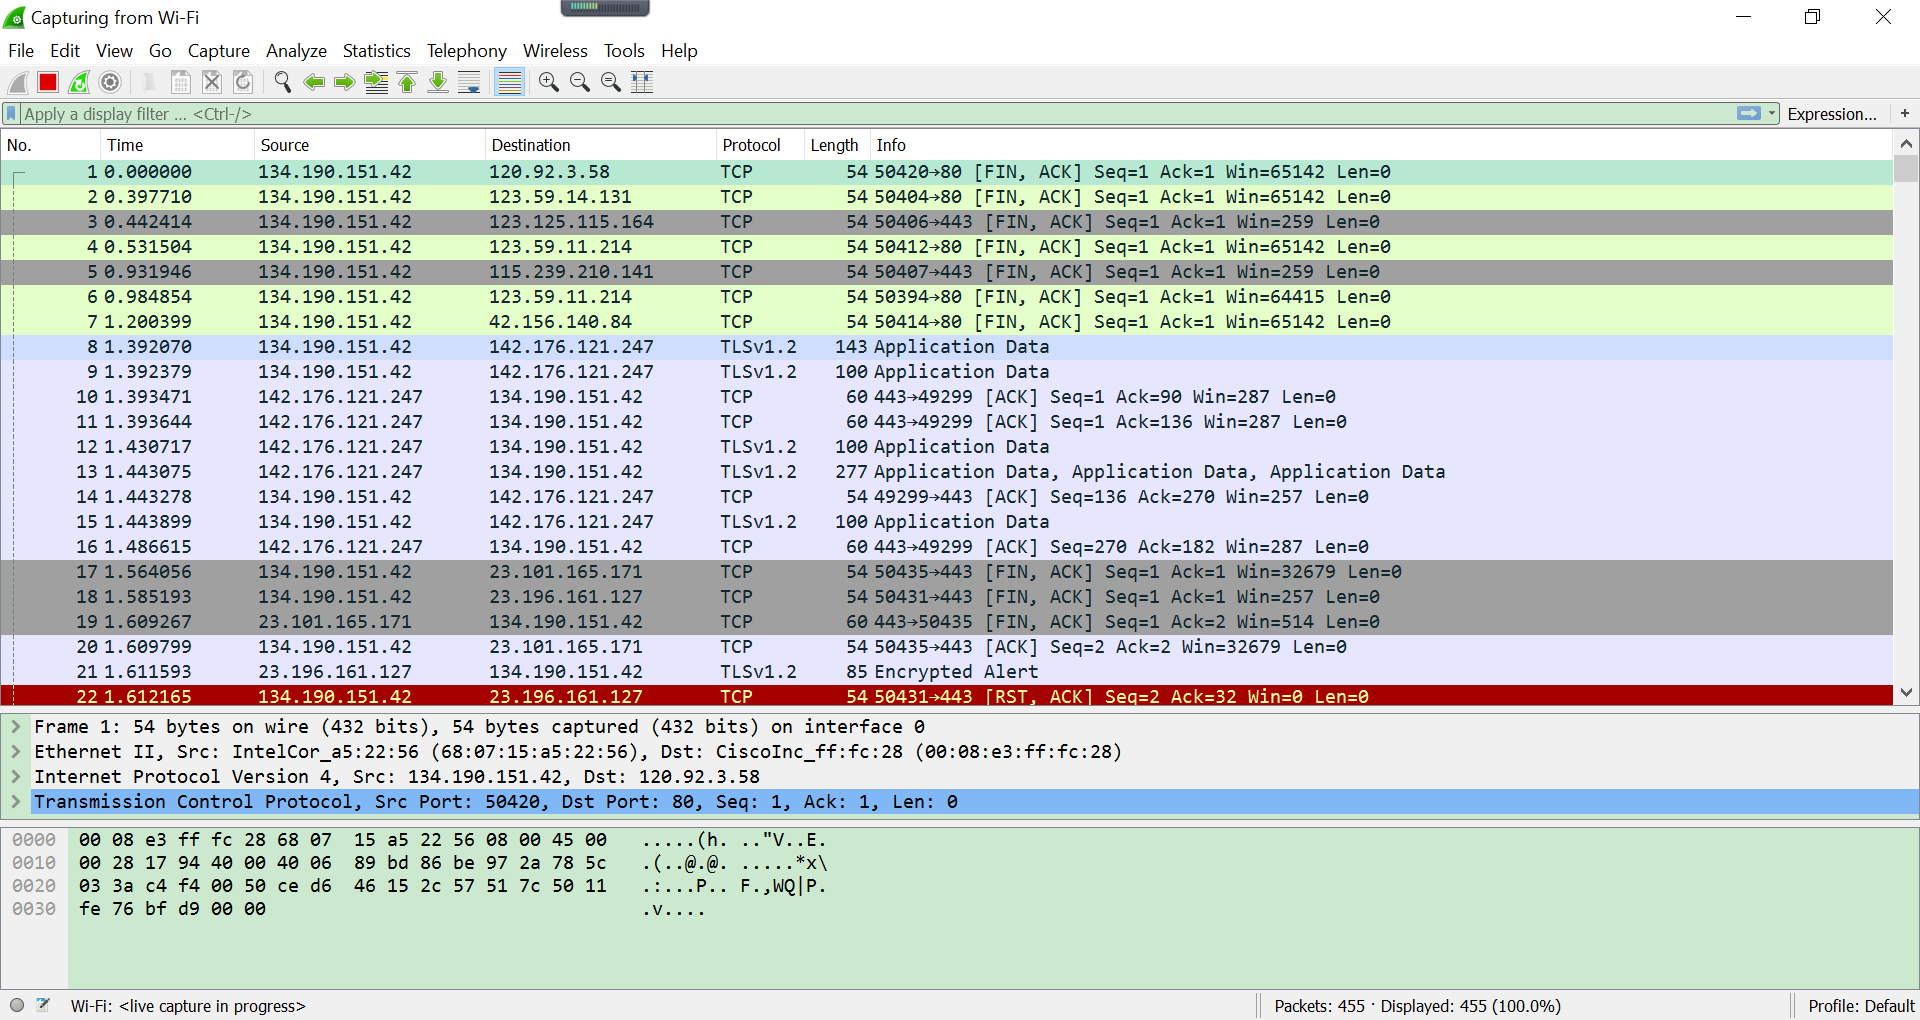 Capturing from Wi-Fi
File Edit View Go Capture Analyze Statistics Telephony Wireless Tools Help
Apply a display filter ... <Ctrl-/> Expression... +
No. Time Source Destination Protocol Length Info
1 0.000000 134.190.151.42 120.92.3.58 TCP 54 50420→80 [FIN, ACK] Seq=1 Ack=1 Win=65142 Len=0
2 0.397710 134.190.151.42 123.59.14.131 TCP 54 50404→80 [FIN, ACK] Seq=1 Ack=1 Win=65142 Len=0
3 0.442414 134.190.151.42 123.125.115.164 TCP 54 50406→443 [FIN, ACK] Seq=1 Ack=1 Win=259 Len=0
4 0.531504 134.190.151.42 123.59.11.214 TCP 54 50412→80 [FIN, ACK] Seq=1 Ack=1 Win=65142 Len=0
5 0.931946 134.190.151.42 115.239.210.141 TCP 54 50407→443 [FIN, ACK] Seq=1 Ack=1 Win=259 Len=0
6 0.984854 134.190.151.42 123.59.11.214 TCP 54 50394→80 [FIN, ACK] Seq=1 Ack=1 Win=64415 Len=0
7 1.200399 134.190.151.42 42.156.140.84 TCP 54 50414→80 [FIN, ACK] Seq=1 Ack=1 Win=65142 Len=0
8 1.392070 134.190.151.42 142.176.121.247 TLSv1.2 143 Application Data
9 1.392379 134.190.151.42 142.176.121.247 TLSv1.2 100 Application Data
10 1.393471 142.176.121.247 134.190.151.42 TCP 60 443→49299 [ACK] Seq=1 Ack=90 Win=287 Len=0
11 1.393644 142.176.121.247 134.190.151.42 TCP 60 443→49299 [ACK] Seq=1 Ack=136 Win=287 Len=0
12 1.430717 142.176.121.247 134.190.151.42 TLSv1.2 100 Application Data
13 1.443075 142.176.121.247 134.190.151.42 TLSv1.2 277 Application Data, Application Data, Application Data
14 1.443278 134.190.151.42 142.176.121.247 TCP 54 49299→443 [ACK] Seq=136 Ack=270 Win=257 Len=0
15 1.443899 134.190.151.42 142.176.121.247 TLSv1.2 100 Application Data
16 1.486615 142.176.121.247 134.190.151.42 TCP 60 443→49299 [ACK] Seq=270 Ack=182 Win=287 Len=0
17 1.564056 134.190.151.42 23.101.165.171 TCP 54 50435→443 [FIN, ACK] Seq=1 Ack=1 Win=32679 Len=0
18 1.585193 134.190.151.42 23.196.161.127 TCP 54 50431→443 [FIN, ACK] Seq=1 Ack=1 Win=257 Len=0
19 1.609267 23.101.165.171 134.190.151.42 TCP 60 443→50435 [FIN, ACK] Seq=1 Ack=2 Win=514 Len=0
20 1.609799 134.190.151.42 23.101.165.171 TCP 54 50435→443 [ACK] Seq=2 Ack=2 Win=32679 Len=0
21 1.611593 23.196.161.127 134.190.151.42 TLSv1.2 85 Encrypted Alert
22 1.612165 134.190.151.42 23.196.161.127 TCP 54 50431→443 [RST, ACK] Seq=2 Ack=32 Win=0 Len=0
Frame 1: 54 bytes on wire (432 bits), 54 bytes captured (432 bits) on interface 0
Ethernet II, Src: IntelCor_a5:22:56 (68:07:15:a5:22:56), Dst: CiscoInc_ff:fc:28 (00:08:e3:ff:fc:28)
Internet Protocol Version 4, Src: 134.190.151.42, Dst: 120.92.3.58
Transmission Control Protocol, Src Port: 50420, Dst Port: 80, Seq: 1, Ack: 1, Len: 0
0000 00 08 e3 ff fc 28 68 07 15 a5 22 56 08 00 45 00 .....(h. .."V..E.
0010 00 28 17 94 40 00 40 06 89 bd 86 be 97 2a 78 5c .(..@.@. .....*x\
0020 03 3a c4 f4 00 50 ce d6 46 15 2c 57 51 7c 50 11 .:...P.. F.,WQ|P.
0030 fe 76 bf d9 00 00 .v....
Wi-Fi: <live capture in progress> Packets: 455 · Displayed: 455 (100.0%) Profile: Default